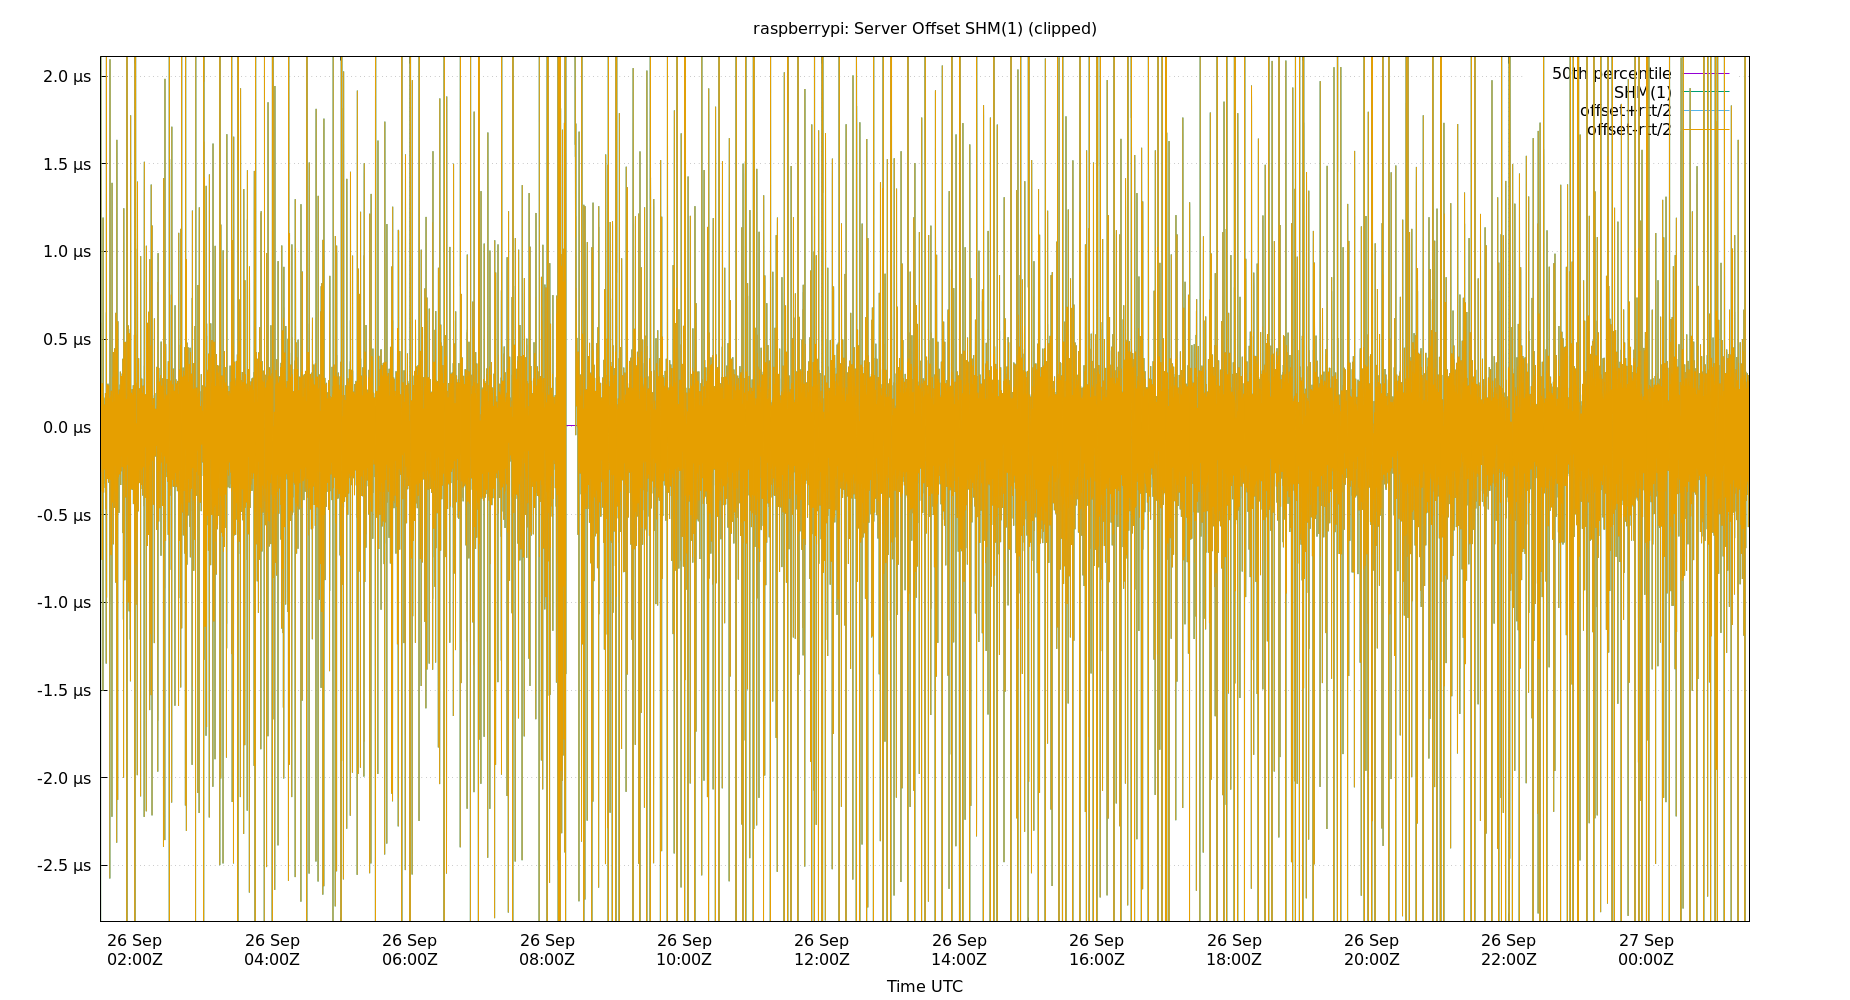 raspberrypi: Server Offset SHM(1) (clipped)
2.0 µs
1.5 µs
1.0 µs
0.5 µs
0.0 µs
-0.5 µs
-1.0 µs
-1.5 µs
-2.0 µs
-2.5 µs
50th percentile
SHM(1)
offset+rtt/2
offset-rtt/2
26 Sep 02:00Z
26 Sep 04:00Z
26 Sep 06:00Z
26 Sep 08:00Z
26 Sep 10:00Z
26 Sep 12:00Z
26 Sep 14:00Z
26 Sep 16:00Z
26 Sep 18:00Z
26 Sep 20:00Z
26 Sep 22:00Z
27 Sep 00:00Z
Time UTC